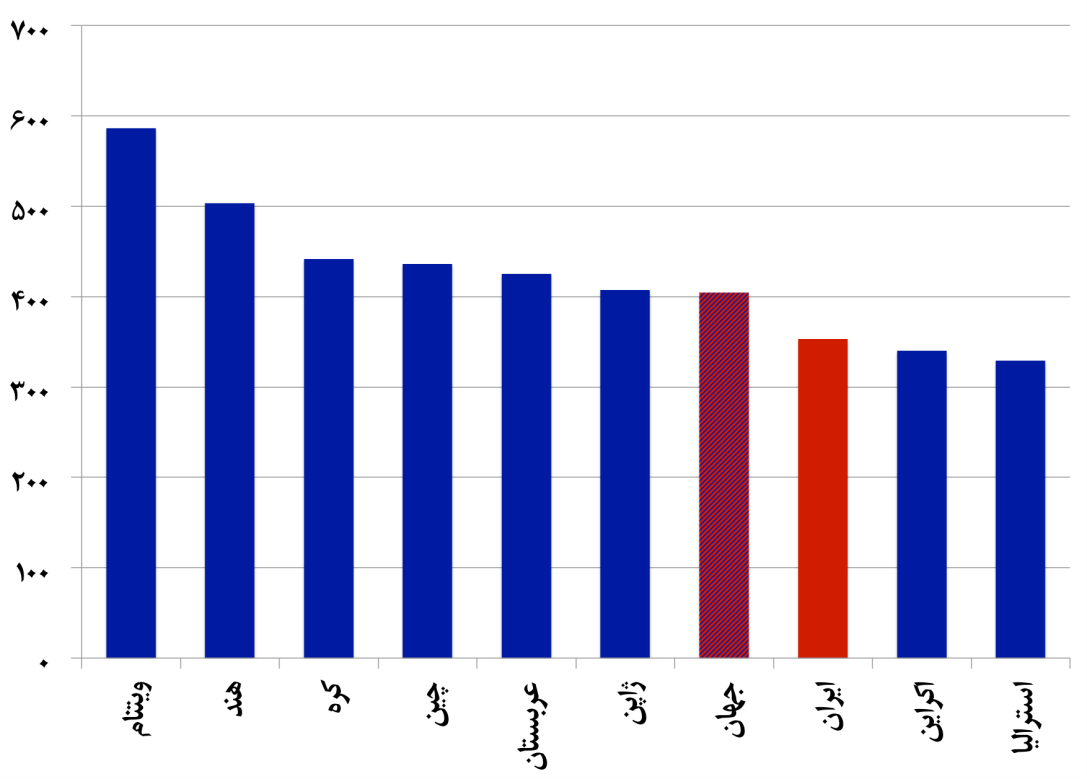 ۷۰۰
۶۰۰
۵۰۰
۴۰۰
۳۰۰
۲۰۰
۱۰۰
۰
ویتنام
هند
کره
چین
عربستان
ژاپن
جهان
ایران
اکراین
استرالیا